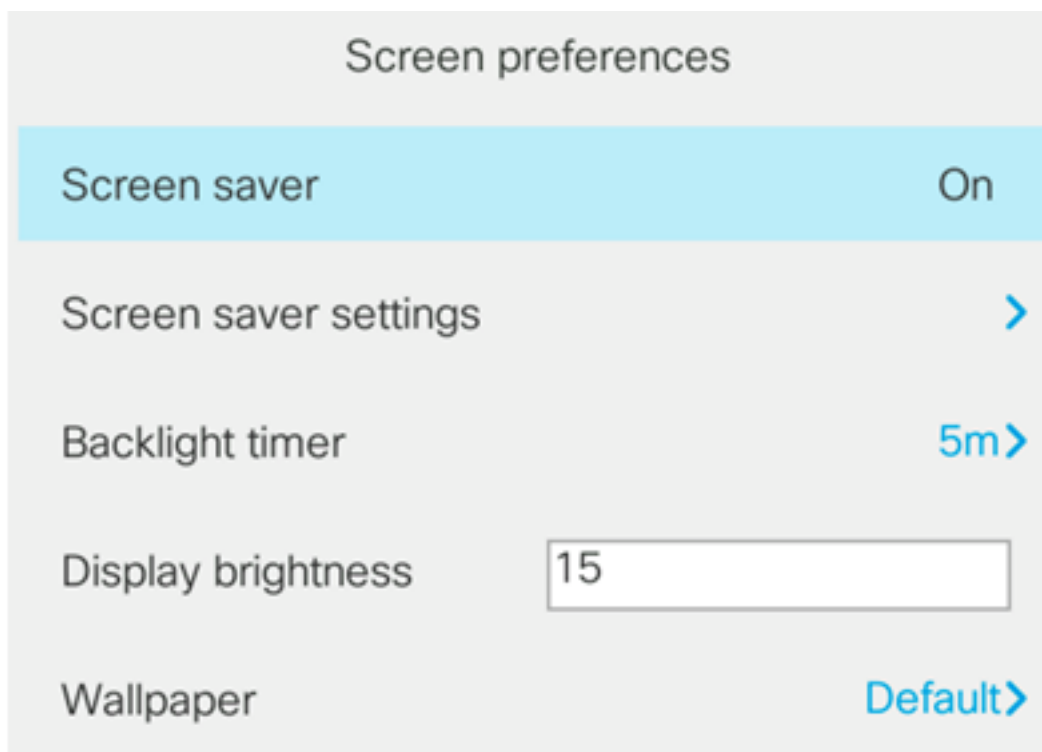 Screen preferences
Screen saver On
Screen saver settings
Backlight timer 5m
Display brightness 15
Wallpaper Default